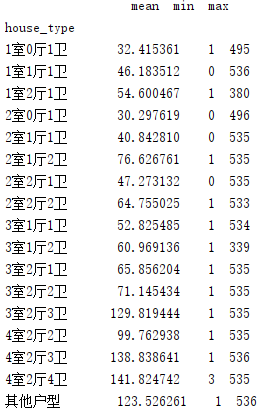 mean min max
house_type
1室0厅1卫 32.415361 1 495
1室1厅1卫 46.183512 0 536
1室2厅1卫 54.600467 1 380
2室0厅1卫 30.297619 0 496
2室1厅1卫 40.842810 0 535
2室1厅2卫 76.626761 1 535
2室2厅1卫 47.273132 0 535
2室2厅2卫 64.755025 1 533
3室1厅1卫 52.825485 1 534
3室1厅2卫 60.969136 1 339
3室2厅1卫 65.856204 1 535
3室2厅2卫 71.145434 1 535
3室2厅3卫 129.819444 1 535
4室2厅2卫 99.762938 1 535
4室2厅3卫 138.838641 1 536
4室2厅4卫 141.824742 3 535
其他户型 123.526261 1 536